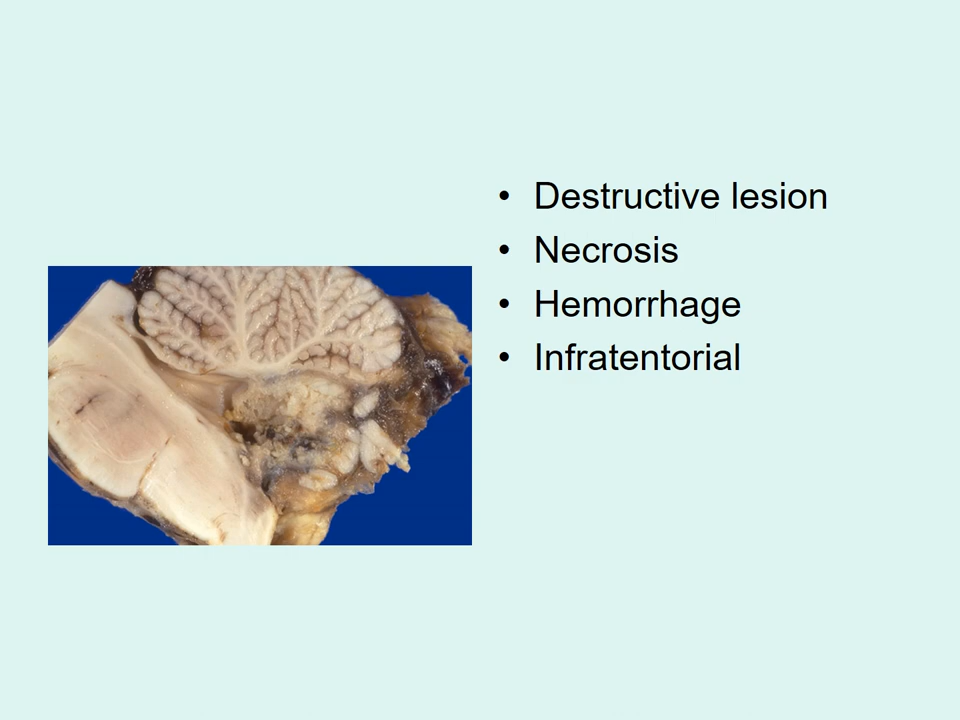 • Destructive lesion
• Necrosis
• Hemorrhage
• Infratentorial